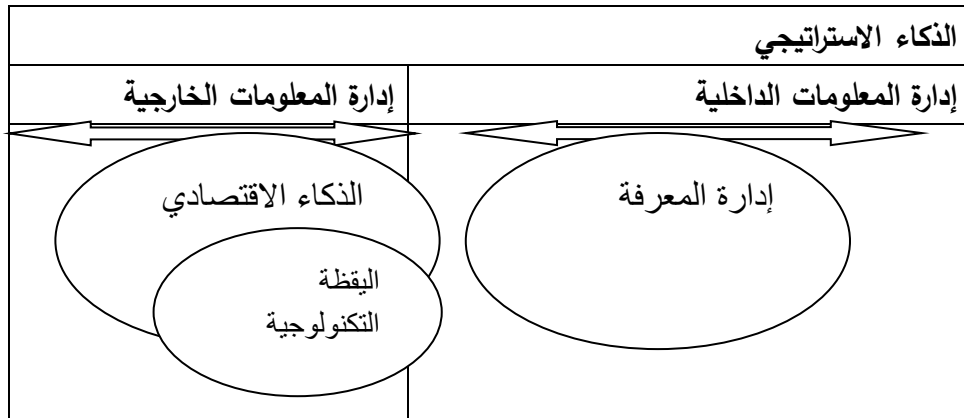 الذكاء الاستراتيجي
إدارة المعلومات الداخلية
إدارة المعلومات الخارجية
إدارة المعرفة
الذكاء الاقتصادي
اليقظة
التكنولوجية